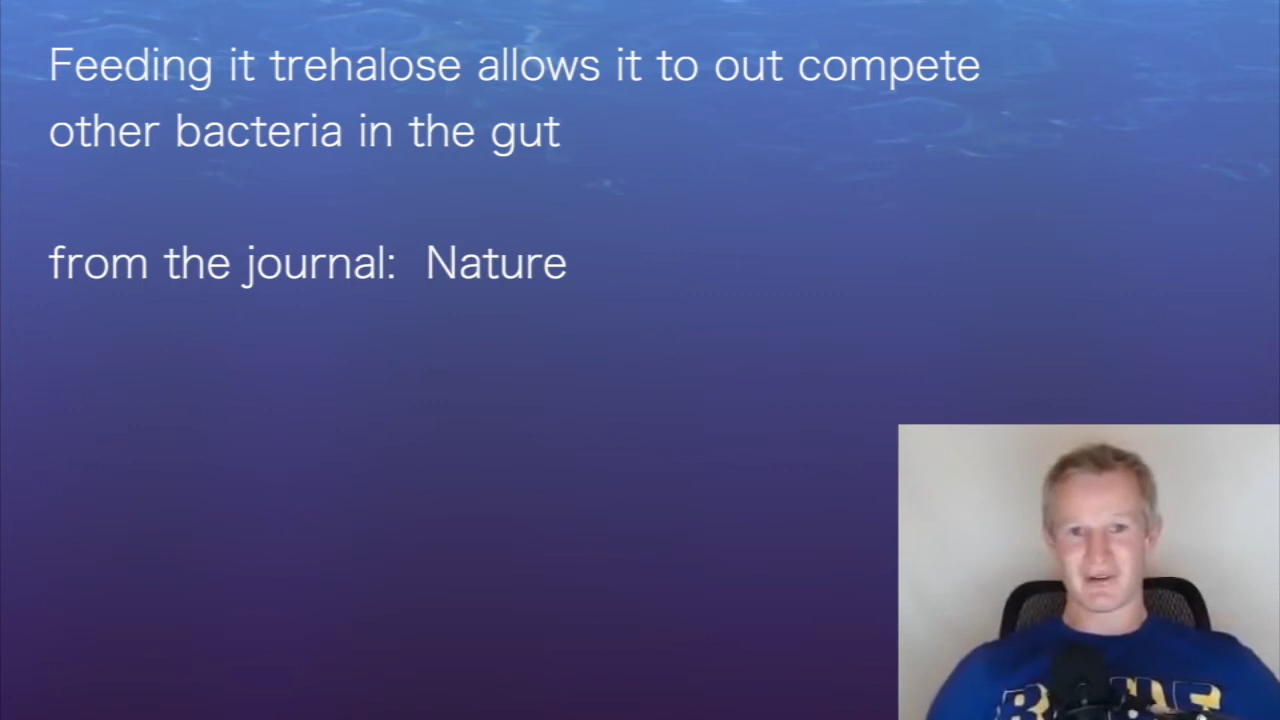 Feeding it trehalose allows it to out compete
other bacteria in the gut
from the journal: Nature